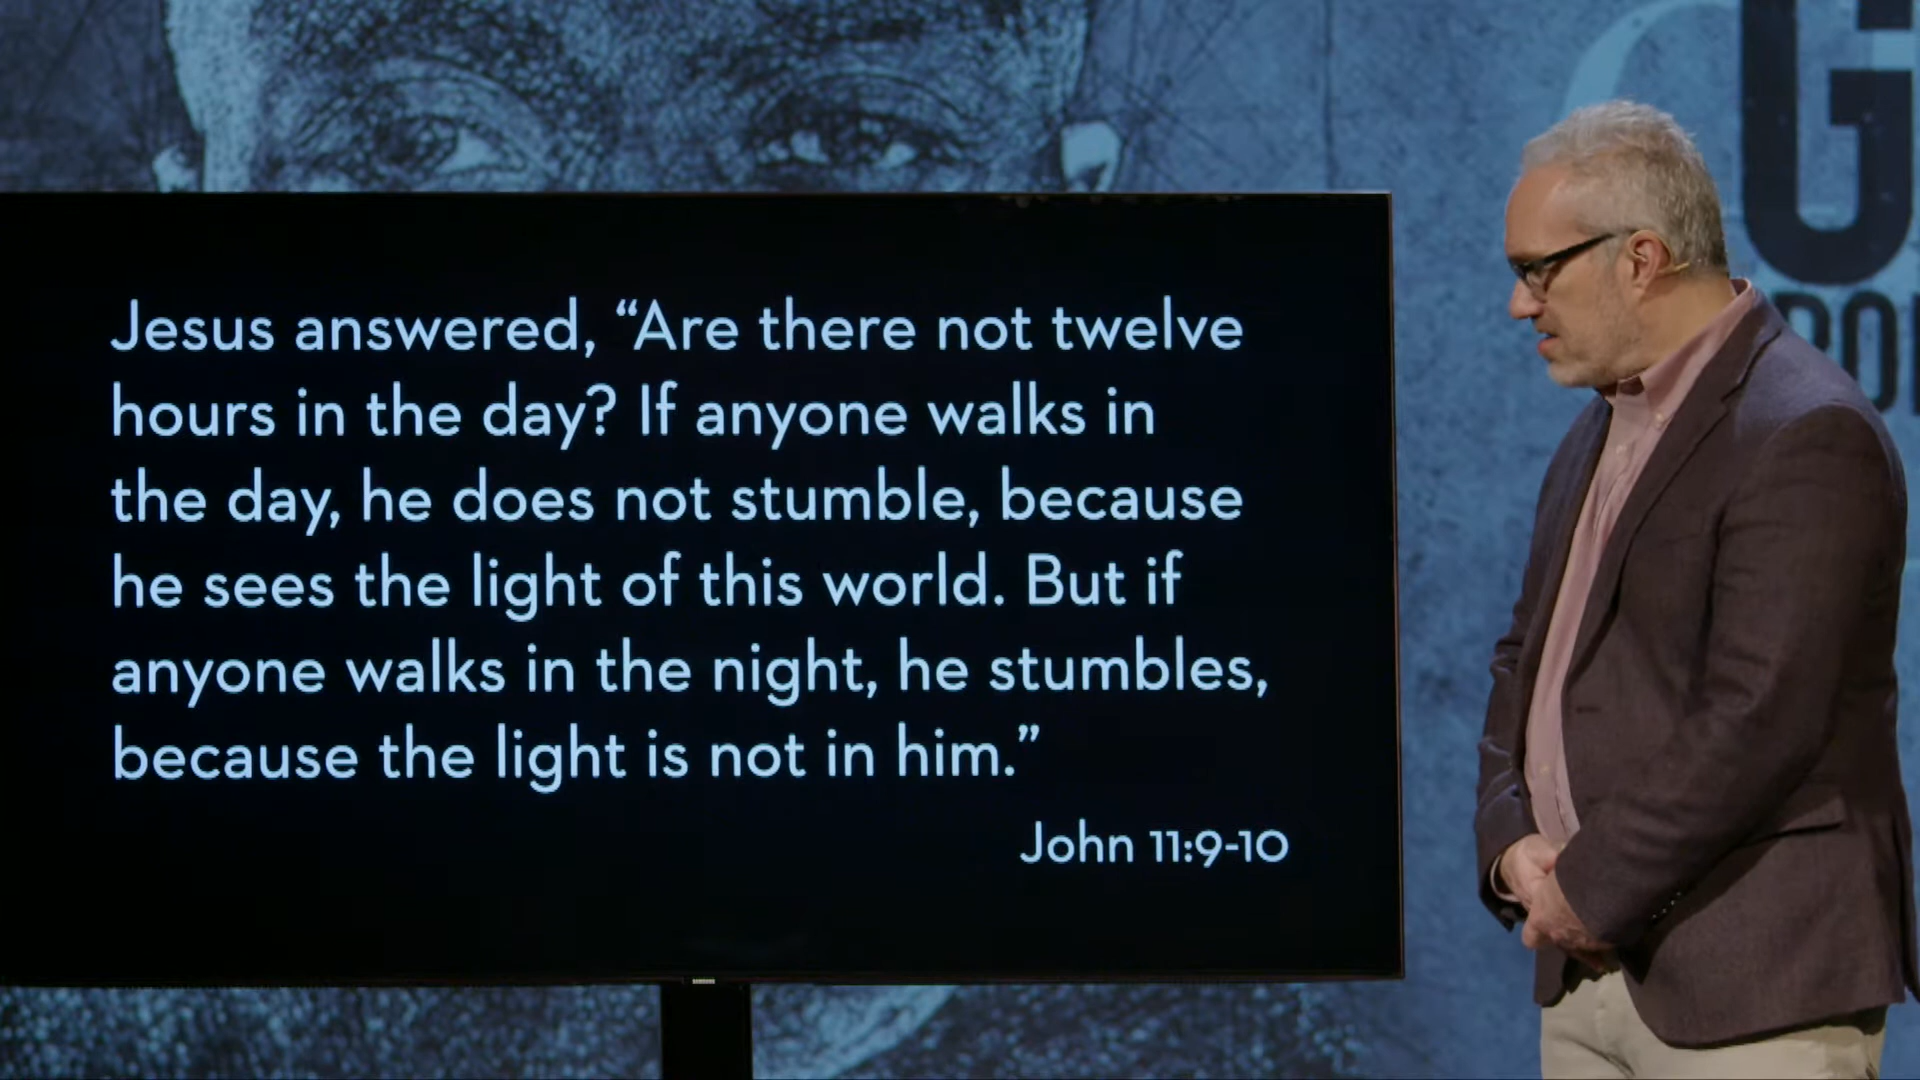 Jesus answered, “Are there not twelve
hours in the day? If anyone walks in
the day, he does not stumble, because
he sees the light of this world. But if
anyone walks in the night, he stumbles,
because the light is not in him.”
John 11:9-10
G